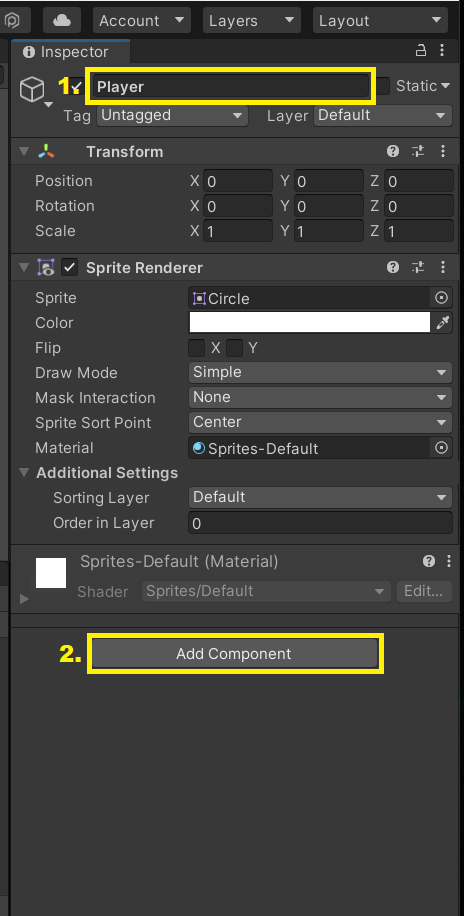 Account Layers Layout
Inspector
1. Player Static
Tag Untagged Layer Default
Transform
Position X 0 Y 0 Z 0
Rotation X 0 Y 0 Z 0
Scale X 1 Y 1 Z 1
Sprite Renderer
Sprite Circle
Color
Flip X Y
Draw Mode Simple
Mask Interaction None
Sprite Sort Point Center
Material Sprites-Default
Additional Settings
Sorting Layer Default
Order in Layer 0
Sprites-Default (Material)
Shader Sprites/Default Edit...
2. Add Component